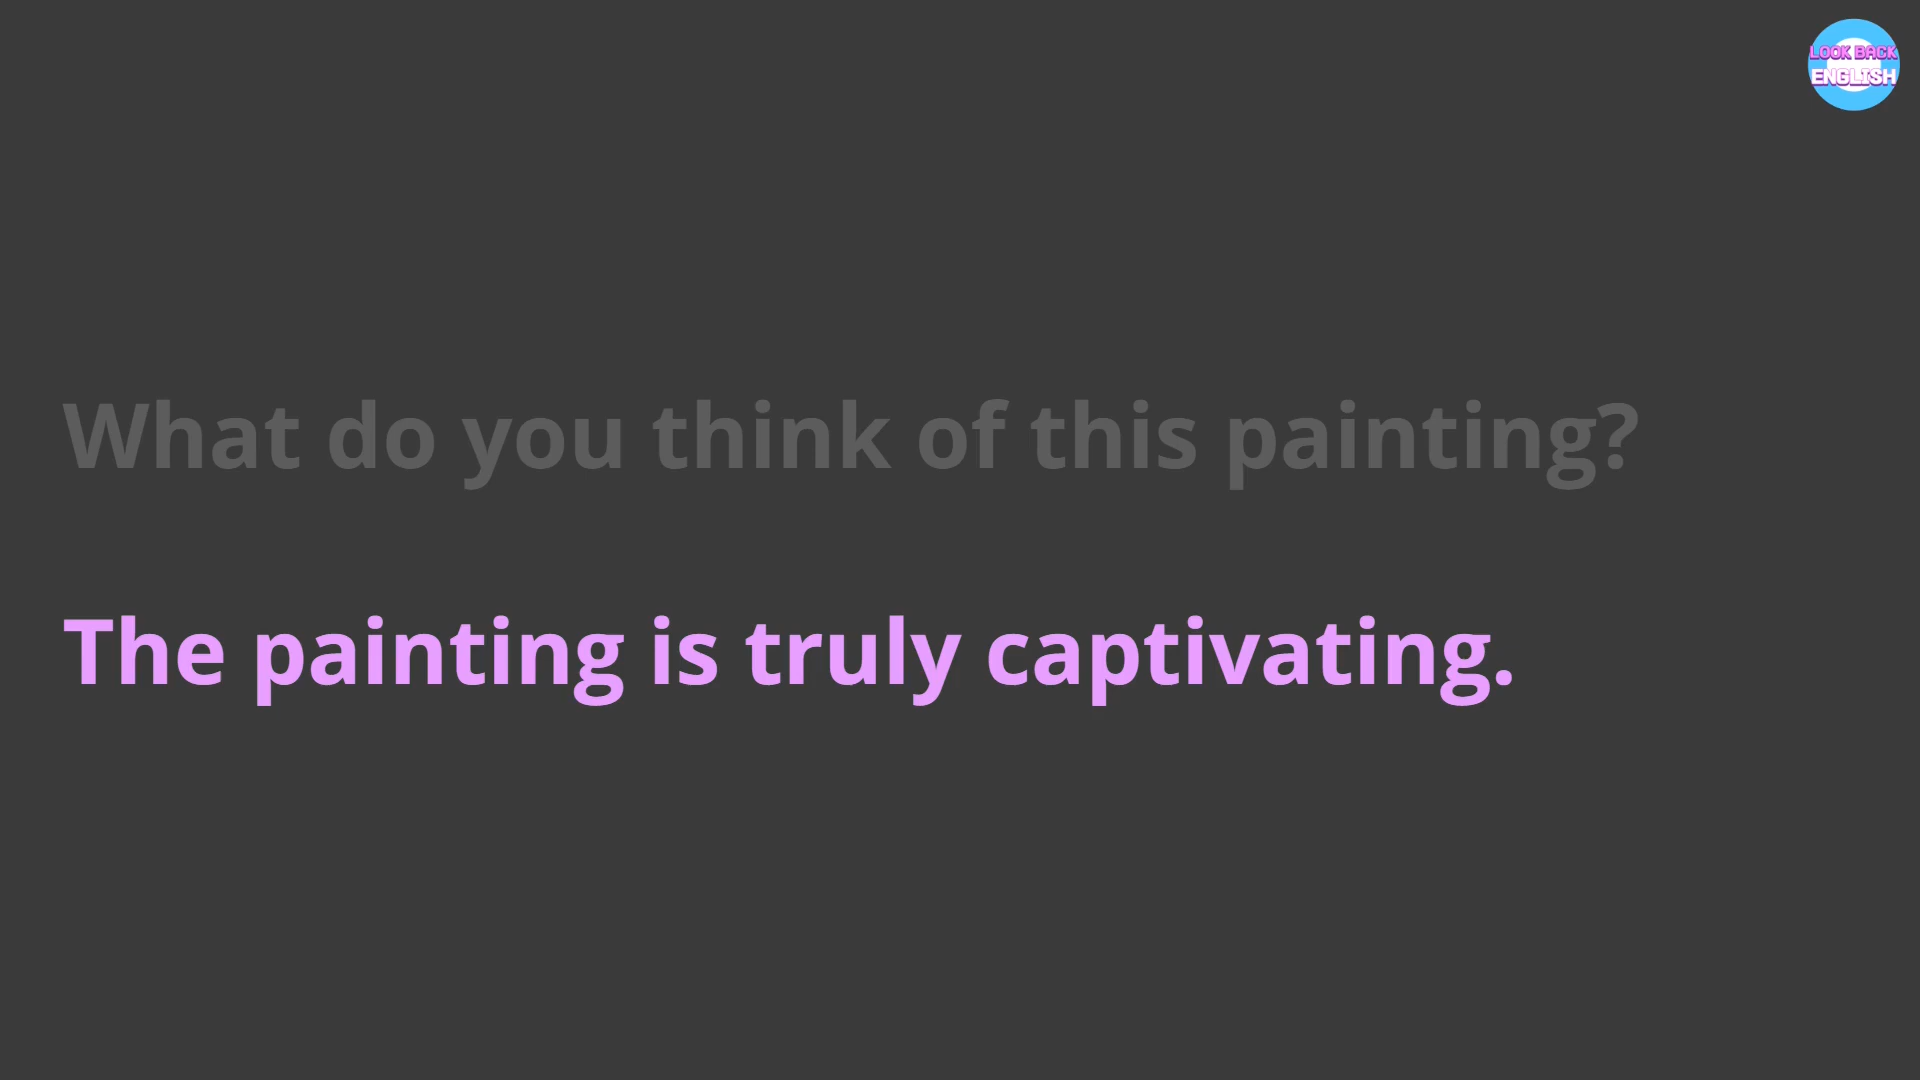 LOOK BACK
ENGLISH
What do you think of this painting?
The painting is truly captivating.